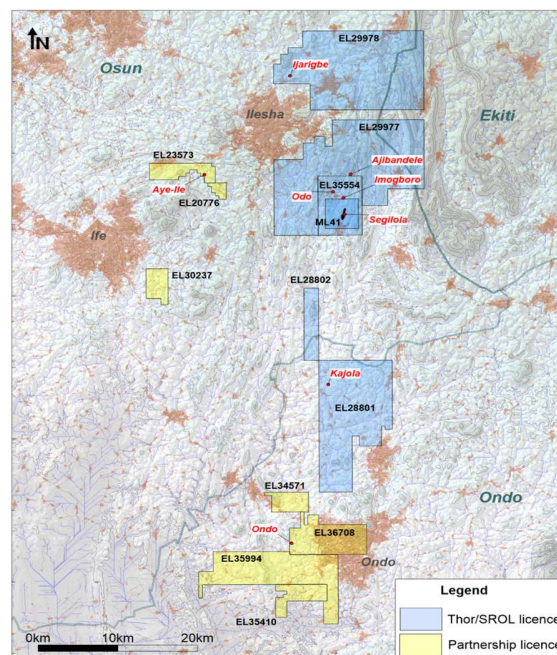 N
EL29978
Ijarigbe
Osun
Ilesha
EL29977
Ekiti
EL23573
Ajibandele
Aye-Ile
EL35554
Imogboro
Odo
EL20776
ML41
Segilola
Ife
EL30237
EL28802
Kajola
EL28801
EL34571
Ondo
EL36708
Ondo
EL35994
Ondo
EL35410
Legend
Thor/SROL licence
Partnership licence
0km 10km 20km